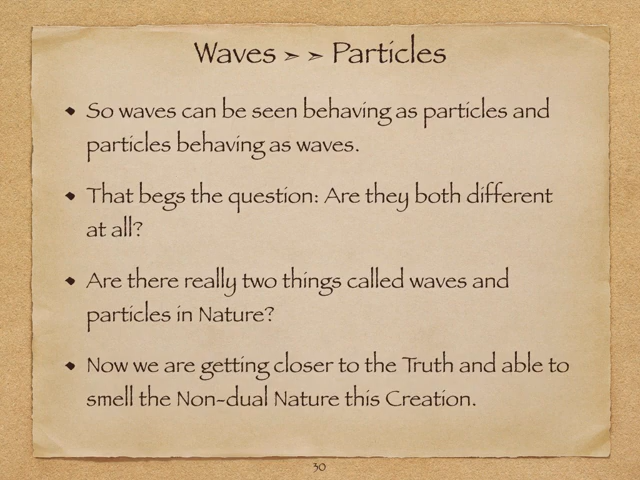 Waves ➣ ➣ Particles
• So waves can be seen behaving as particles and
particles behaving as waves.
• That begs the question: Are they both different
at all?
• Are there really two things called waves and
particles in Nature?
• Now we are getting closer to the Truth and able to
smell the Non-dual Nature this Creation.
30